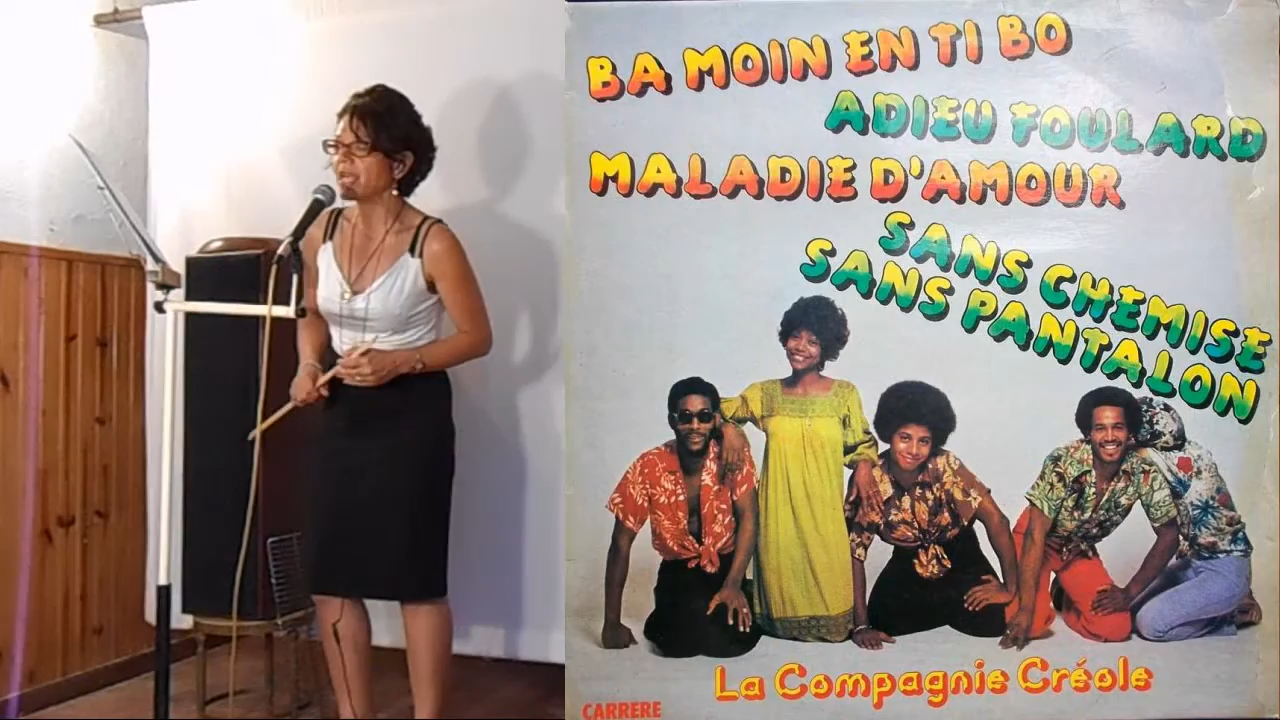 BA MOIN EN TI BO
ADIEU FOULARD
MALADIE D'AMOUR
SANS CHEMISE
SANS PANTALON
La Compagnie Créole
CARRERE